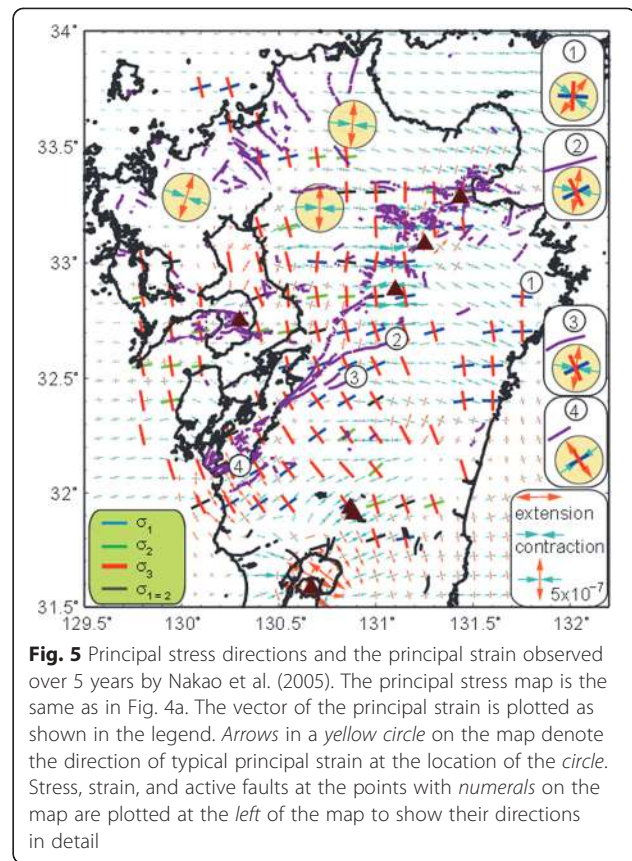 34°
33.5°
33°
32.5°
32°
31.5°
129.5°
130°
130.5°
131°
131.5°
132°
①
②
③
④
①
②
③
④
σ1
σ2
σ3
σ1=2
extension
contraction
5x10⁻⁷
Fig. 5 Principal stress directions and the principal strain observed
over 5 years by Nakao et al. (2005). The principal stress map is the
same as in Fig. 4a. The vector of the principal strain is plotted as
shown in the legend. Arrows in a yellow circle on the map denote
the direction of typical principal strain at the location of the circle.
Stress, strain, and active faults at the points with numerals on the
map are plotted at the left of the map to show their directions
in detail